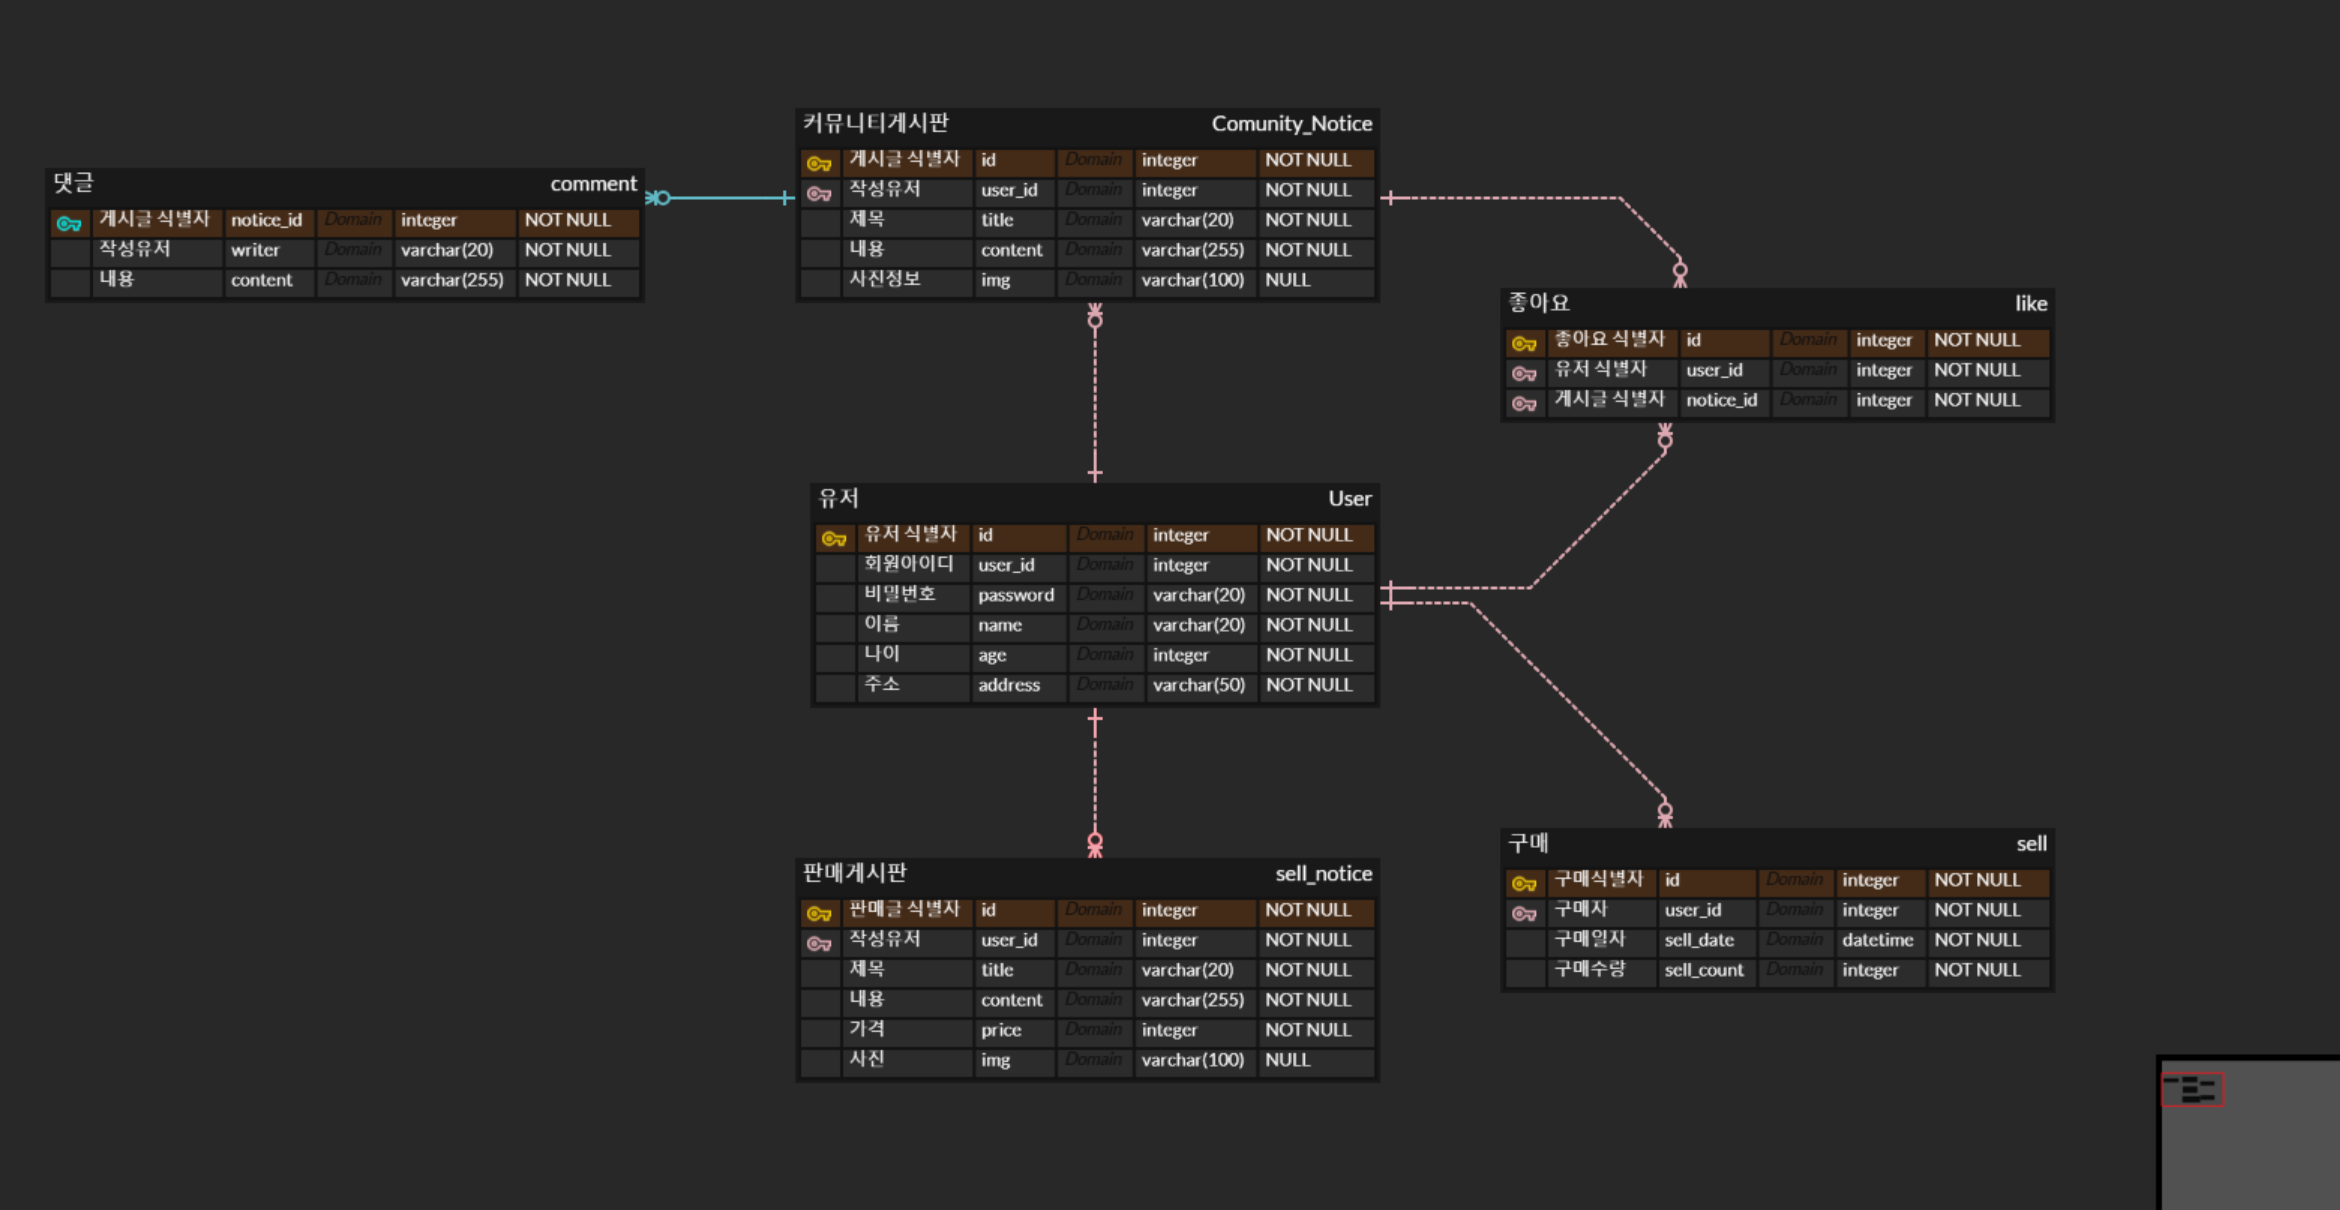 커뮤니티게시판 Comunity_Notice
게시글 식별자 id Domain integer NOT NULL
작성유저 user_id Domain integer NOT NULL
제목 title Domain varchar(20) NOT NULL
내용 content Domain varchar(255) NOT NULL
사진정보 img Domain varchar(100) NULL
댓글 comment
게시글 식별자 notice_id Domain integer NOT NULL
작성유저 writer Domain varchar(20) NOT NULL
내용 content Domain varchar(255) NOT NULL
좋아요 like
좋아요 식별자 id Domain integer NOT NULL
유저 식별자 user_id Domain integer NOT NULL
게시글 식별자 notice_id Domain integer NOT NULL
유저 User
유저 식별자 id Domain integer NOT NULL
회원아이디 user_id Domain integer NOT NULL
비밀번호 password Domain varchar(20) NOT NULL
이름 name Domain varchar(20) NOT NULL
나이 age Domain integer NOT NULL
주소 address Domain varchar(50) NOT NULL
판매게시판 sell_notice
판매글 식별자 id Domain integer NOT NULL
작성유저 user_id Domain integer NOT NULL
제목 title Domain varchar(20) NOT NULL
내용 content Domain varchar(255) NOT NULL
가격 price Domain integer NOT NULL
사진 img Domain varchar(100) NULL
구매 sell
구매식별자 id Domain integer NOT NULL
구매자 user_id Domain integer NOT NULL
구매일자 sell_date Domain datetime NOT NULL
구매수량 sell_count Domain integer NOT NULL